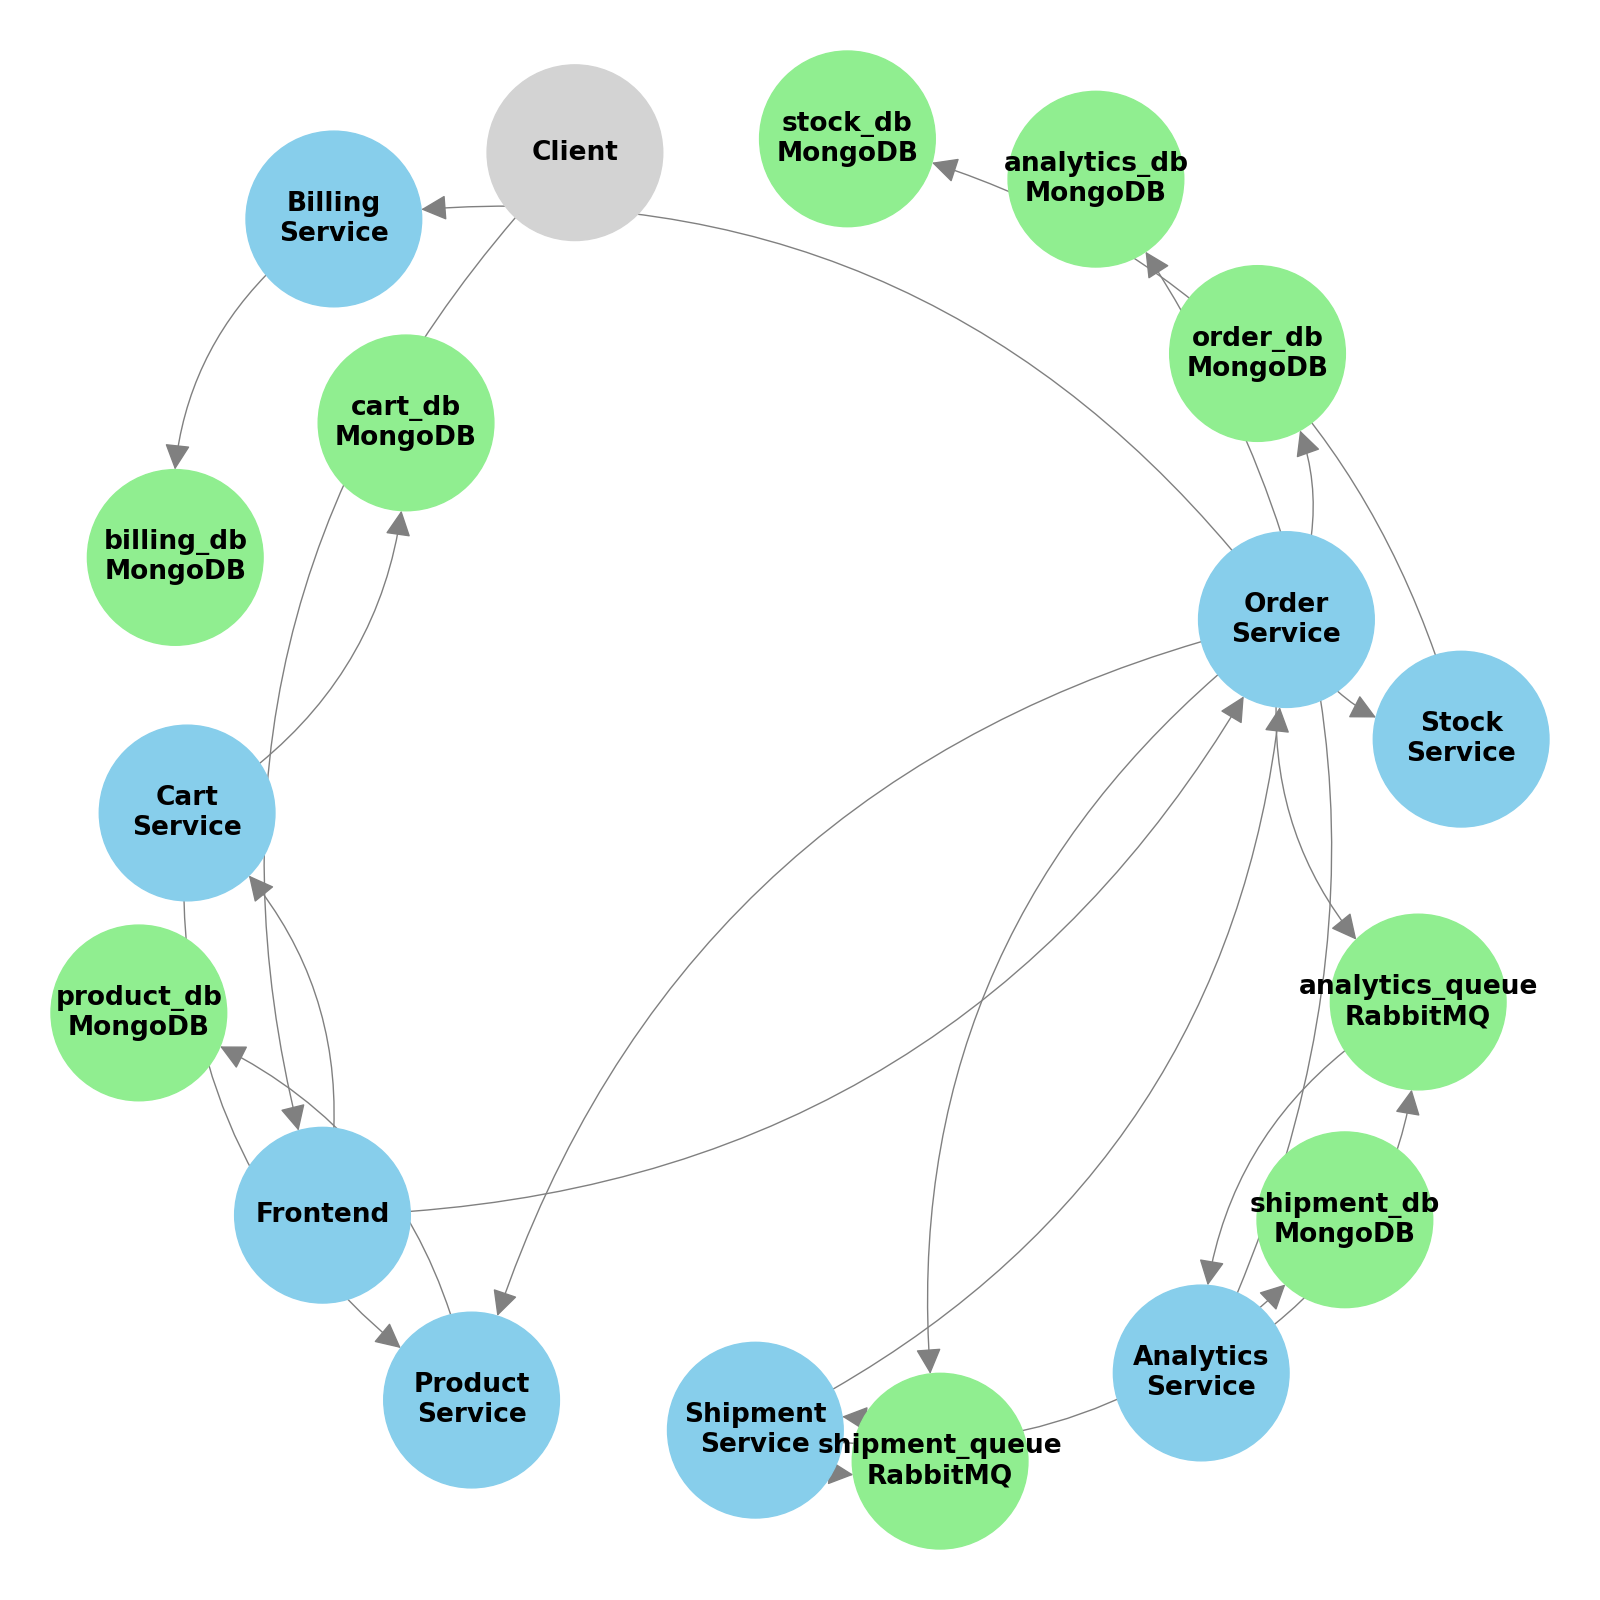 Client
stock_db
MongoDB
analytics_db
MongoDB
Billing
Service
order_db
MongoDB
cart_db
MongoDB
billing_db
MongoDB
Order
Service
Stock
Service
Cart
Service
product_db
MongoDB
analytics_queue
RabbitMQ
Frontend
shipment_db
MongoDB
Product
Service
Analytics
Service
Shipment
Service
shipment_queue
RabbitMQ